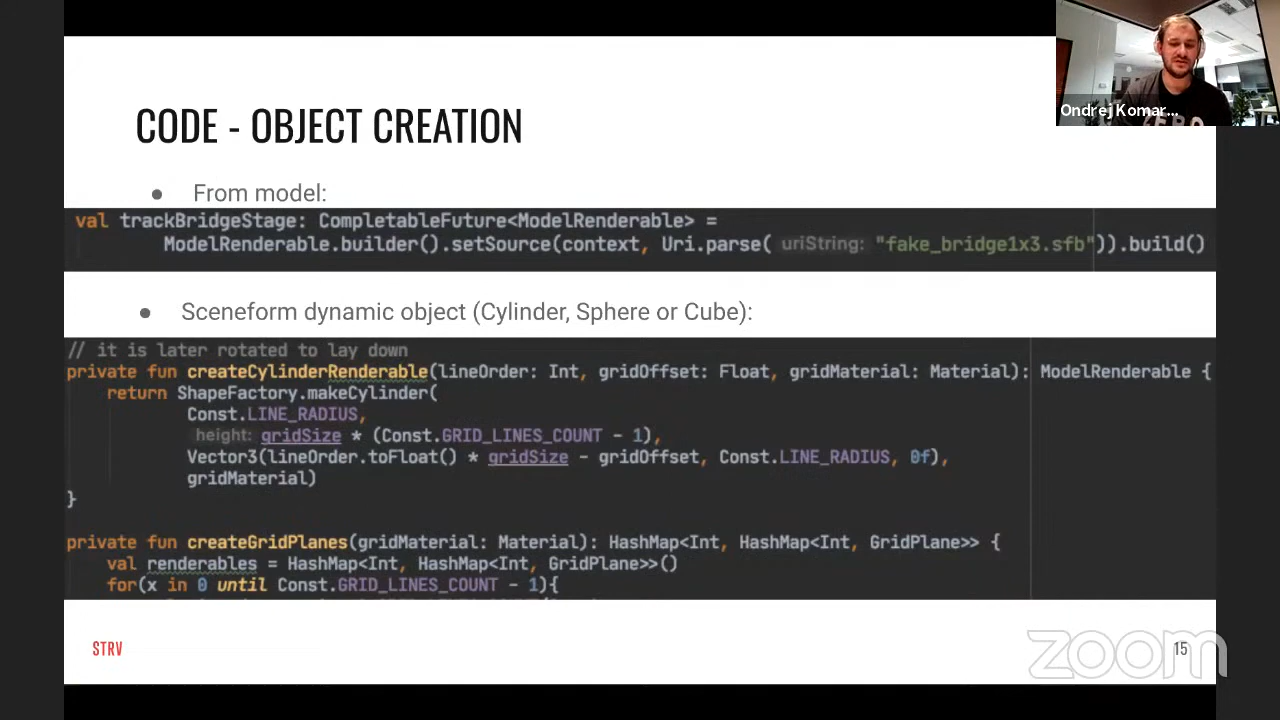 CODE - OBJECT CREATION
Ondrej Komar...
ZERO
● From model:
val trackBridgeStage: CompletableFuture<ModelRenderable> =
ModelRenderable.builder().setSource(context, Uri.parse( uriString: "fake_bridge1x3.sfb")).build()
● Sceneform dynamic object (Cylinder, Sphere or Cube):
// it is later rotated to lay down
private fun createCylinderRenderable(lineOrder: Int, gridOffset: Float, gridMaterial: Material): ModelRenderable {
return ShapeFactory.makeCylinder(
Const.LINE_RADIUS,
height: gridSize * (Const.GRID_LINES_COUNT - 1),
Vector3(lineOrder.toFloat() * gridSize - gridOffset, Const.LINE_RADIUS, 0f),
gridMaterial)
}
private fun createGridPlanes(gridMaterial: Material): HashMap<Int, HashMap<Int, GridPlane>> {
val renderables = HashMap<Int, HashMap<Int, GridPlane>>()
for(x in 0 until Const.GRID_LINES_COUNT - 1){
STRV
15
zoom